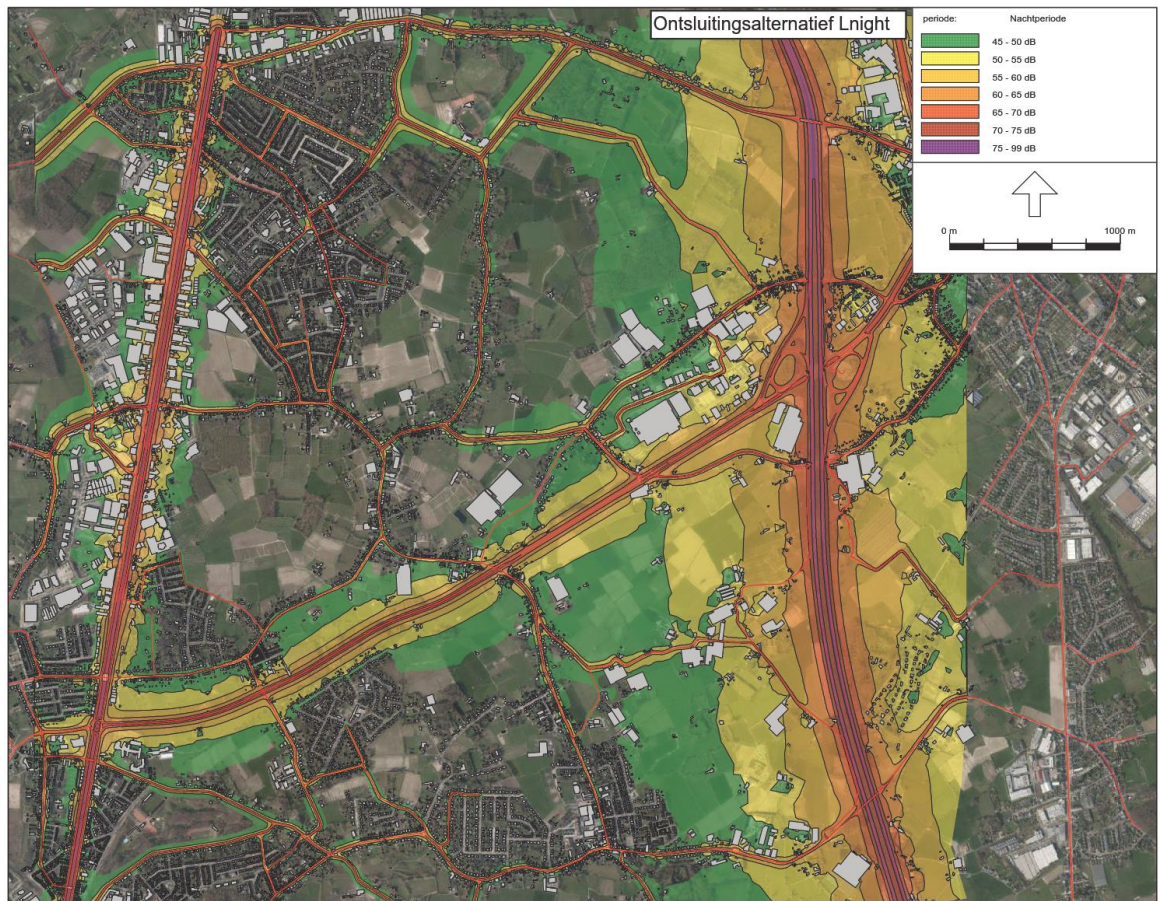 Ontsluitingsalternatief Lnight
periode: Nachtperiode
45 - 50 dB
50 - 55 dB
55 - 60 dB
60 - 65 dB
65 - 70 dB
70 - 75 dB
75 - 99 dB
0 m 1000 m